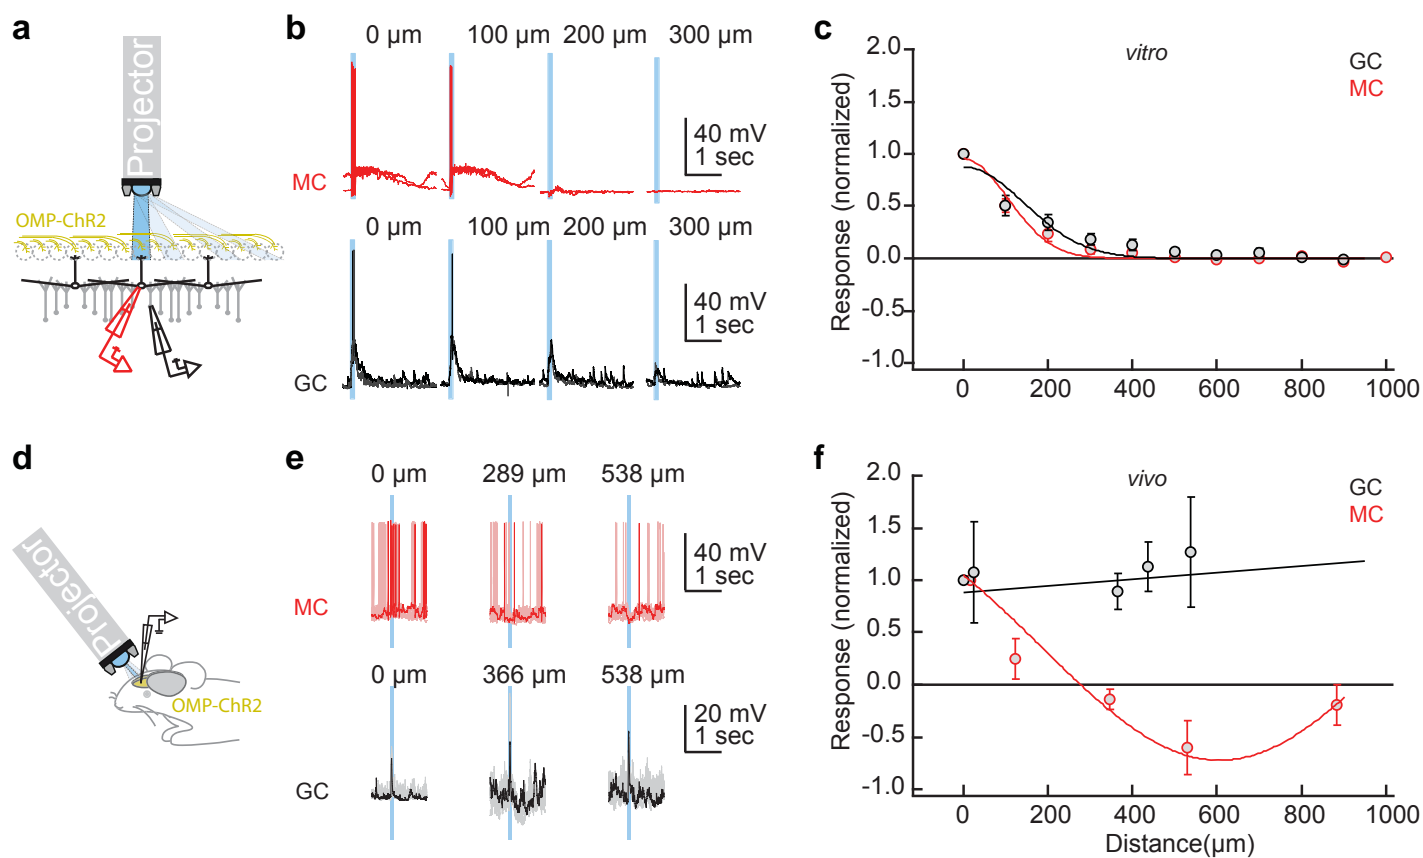 a
Projector
OMP-ChR2
b
0 μm 100 μm 200 μm 300 μm
MC
40 mV
1 sec
0 μm 100 μm 200 μm 300 μm
GC
40 mV
1 sec
c
vitro
GC
MC
Response (normalized)
2.0
1.5
1.0
0.5
0.0
-0.5
-1.0
0 200 400 600 800 1000
d
Projector
OMP-ChR2
e
0 μm 289 μm 538 μm
MC
40 mV
1 sec
0 μm 366 μm 538 μm
GC
20 mV
1 sec
f
vivo
GC
MC
Response (normalized)
2.0
1.5
1.0
0.5
0.0
-0.5
-1.0
0 200 400 600 800 1000
Distance(μm)